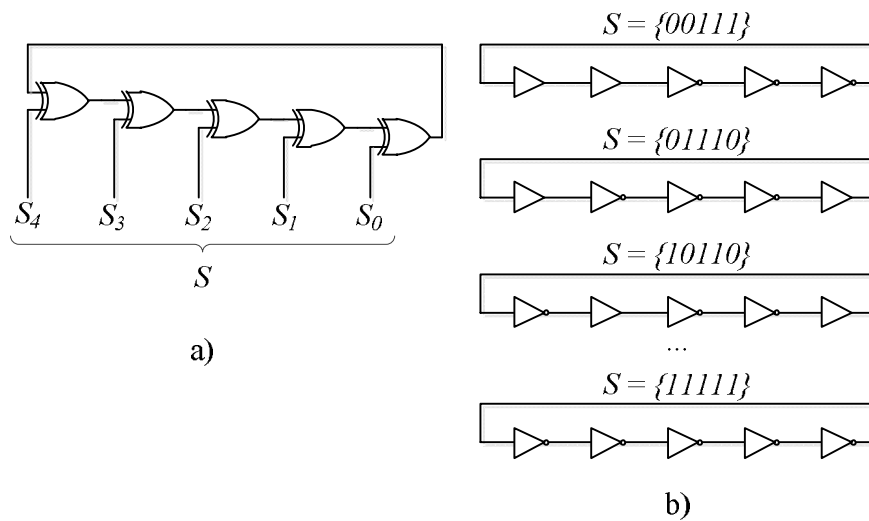 S4 S3 S2 S1 S0
S
a)
S = {00111}
S = {01110}
S = {10110}
...
S = {11111}
b)